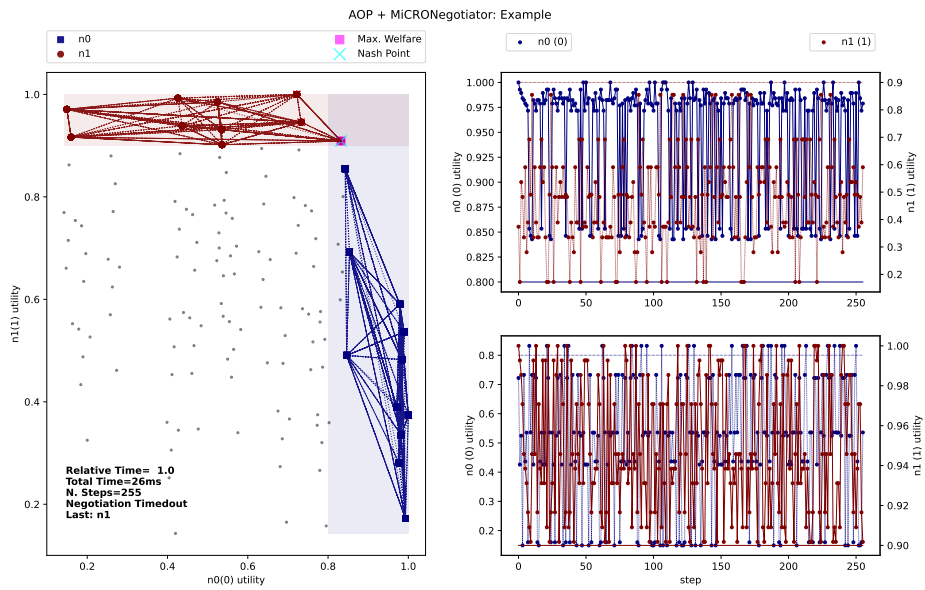 AOP + MiCRONegotiator: Example
n0
n1
Max. Welfare
Nash Point
n1(1) utility
1.0
0.8
0.6
0.4
0.2
Relative Time=  1.0
Total Time=26ms
N. Steps=255
Negotiation Timedout
Last: n1
0.2 0.4 0.6 0.8 1.0
n0(0) utility
n0 (0)
n1 (1)
n0 (0) utility
1.000
0.975
0.950
0.925
0.900
0.875
0.850
0.825
0.800
0.9
0.8
0.7
0.6
0.5
0.4
0.3
0.2
n1 (1) utility
0 50 100 150 200 250
n0 (0) utility
0.8
0.7
0.6
0.5
0.4
0.3
0.2
1.00
0.98
0.96
0.94
0.92
0.90
n1 (1) utility
0 50 100 150 200 250
step